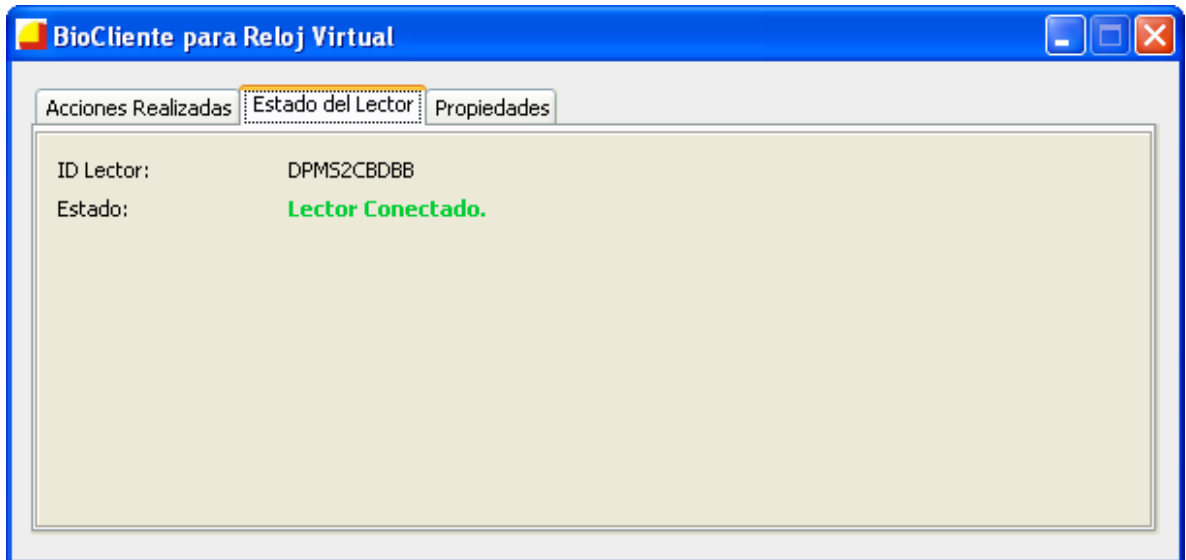 BioCliente para Reloj Virtual
Acciones Realizadas Estado del Lector Propiedades
ID Lector: DPMS2CBDBB
Estado: Lector Conectado.